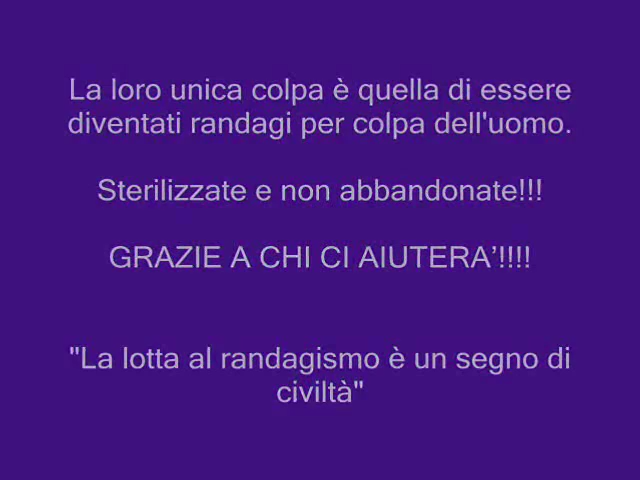 La loro unica colpa è quella di essere
diventati randagi per colpa dell'uomo.
Sterilizzate e non abbandonate!!!
GRAZIE A CHI CI AIUTERA’!!!!
"La lotta al randagismo è un segno di
civiltà"